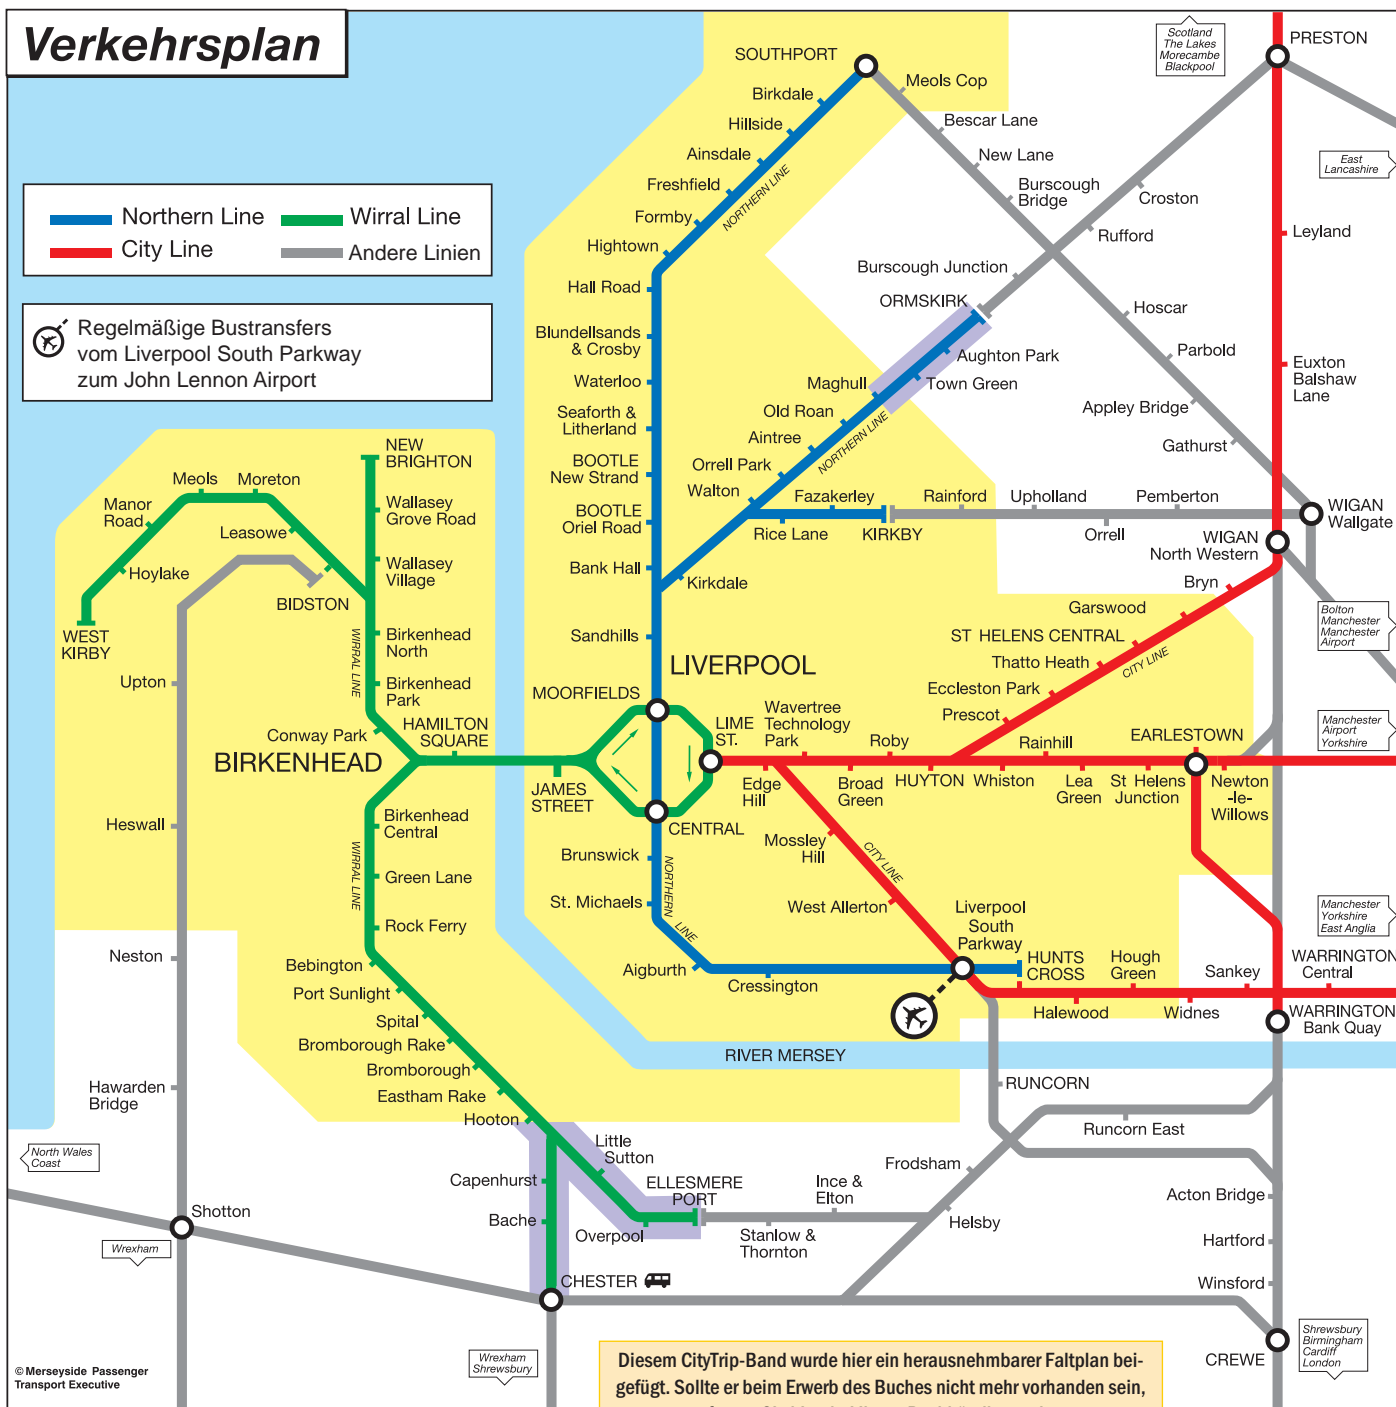 Verkehrsplan
Northern Line
Wirral Line
City Line
Andere Linien
Regelmäßige Bustransfers
vom Liverpool South Parkway
zum John Lennon Airport
SOUTHPORT
Birkdale
Hillside
Ainsdale
Freshfield
Formby
Hightown
NORTHERN LINE
Hall Road
Blundellsands
& Crosby
Waterloo
Seaforth &
Litherland
BOOTLE
New Strand
BOOTLE
Oriel Road
Bank Hall
Sandhills
Meols Cop
Bescar Lane
New Lane
Burscough
Bridge
Hoscar
Parbold
Appley Bridge
Gathurst
Scotland
The Lakes
Morecambe
Blackpool
PRESTON
East
Lancashire
Croston
Rufford
Burscough Junction
ORMSKIRK
Aughton Park
Town Green
Maghull
Old Roan
Aintree
Orrell Park
Walton
NORTHERN LINE
Leyland
Euxton
Balshaw
Lane
Fazakerley
Rice Lane
KIRKBY
Rainford
Upholland
Orrell
Pemberton
WIGAN
Wallgate
WIGAN
North Western
Kirkdale
Bryn
Garswood
ST HELENS CENTRAL
Thatto Heath
Eccleston Park
Prescot
CITY LINE
Bolton
Manchester
Manchester
Airport
NEW
BRIGHTON
Wallasey
Grove Road
Wallasey
Village
Meols
Moreton
Manor
Road
Leasowe
Hoylake
BIDSTON
WEST
KIRBY
WIRRAL LINE
Birkenhead
North
Birkenhead
Park
Upton
Conway Park
HAMILTON
SQUARE
BIRKENHEAD
JAMES
STREET
LIVERPOOL
MOORFIELDS
LIME
ST.
CENTRAL
Wavertree
Technology
Park
Edge
Hill
Broad
Green
Roby
HUYTON
Whiston
Rainhill
Lea
Green
St Helens
Junction
EARLESTOWN
Newton
-le-
Willows
Manchester
Airport
Yorkshire
Heswall
Birkenhead
Central
Green Lane
Rock Ferry
WIRRAL LINE
Brunswick
St. Michaels
NORTHERN
LINE
Aigburth
Cressington
Mossley
Hill
West Allerton
CITY LINE
Liverpool
South
Parkway
HUNTS
CROSS
Hough
Green
Halewood
Widnes
Sankey
WARRINGTON
Central
WARRINGTON
Bank Quay
Manchester
Yorkshire
East Anglia
Neston
Bebington
Port Sunlight
Spital
Bromborough Rake
Bromborough
Eastham Rake
Hooton
RIVER MERSEY
RUNCORN
Runcorn East
Hawarden
Bridge
North Wales
Coast
Shotton
Wrexham
Capenhurst
Bache
Little
Sutton
Overpool
ELLESMERE
PORT
Ince &
Elton
Stanlow &
Thornton
Frodsham
Helsby
Acton Bridge
Hartford
Winsford
CHESTER
Wrexham
Shrewsbury
CREWE
Shrewsbury
Birmingham
Cardiff
London
© Merseyside Passenger
Transport Executive
Diesem CityTrip-Band wurde hier ein herausnehmbarer Faltplan bei-
gefügt. Sollte er beim Erwerb des Buches nicht mehr vorhanden sein,